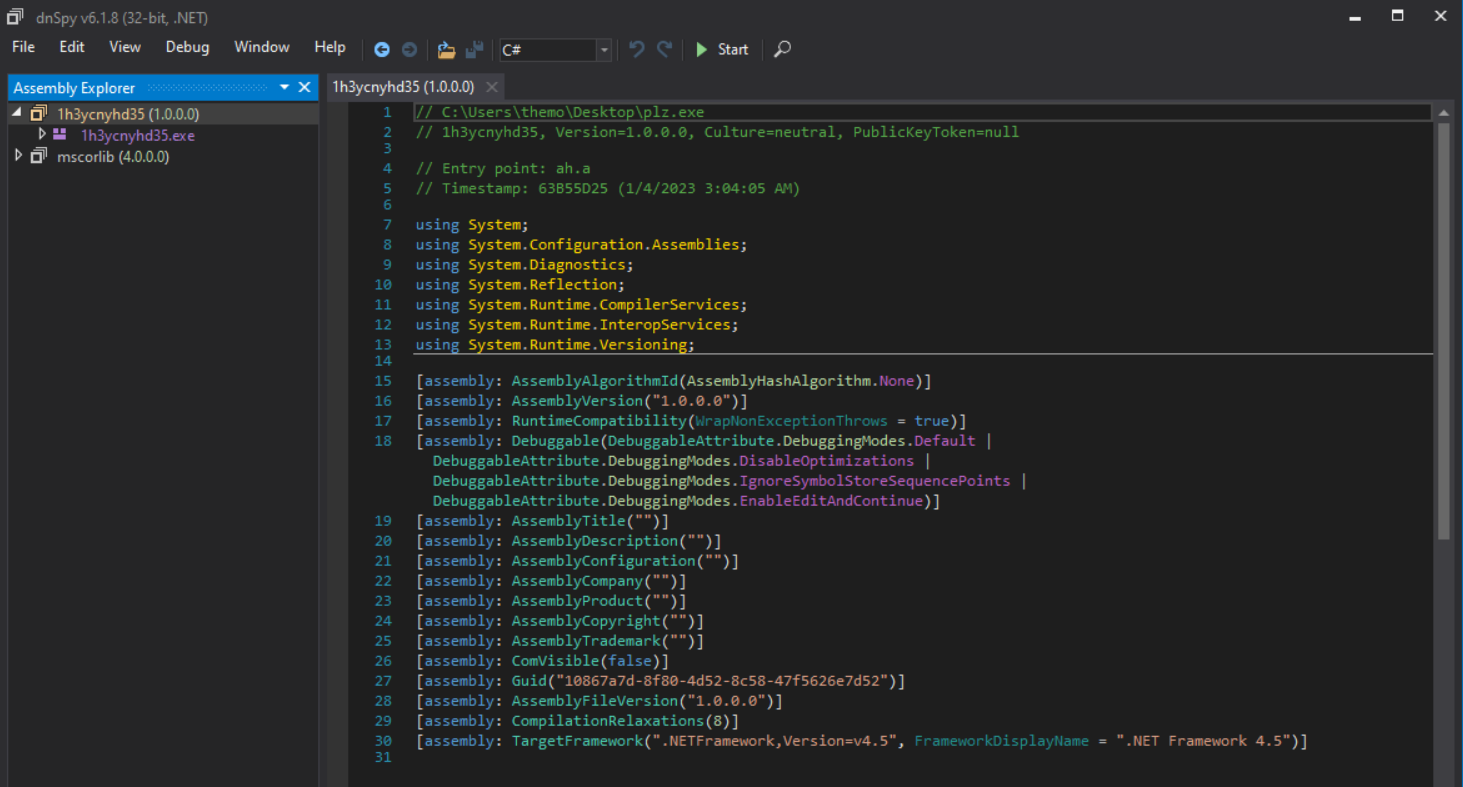 dnSpy v6.1.8 (32-bit, .NET)
File Edit View Debug Window Help C# Start
Assembly Explorer
1h3ycnyhd35 (1.0.0.0)
1h3ycnyhd35.exe
mscorlib (4.0.0.0)
1h3ycnyhd35 (1.0.0.0)
1 // C:\Users\themo\Desktop\plz.exe
2 // 1h3ycnyhd35, Version=1.0.0.0, Culture=neutral, PublicKeyToken=null
3
4 // Entry point: ah.a
5 // Timestamp: 63B55D25 (1/4/2023 3:04:05 AM)
6
7 using System;
8 using System.Configuration.Assemblies;
9 using System.Diagnostics;
10 using System.Reflection;
11 using System.Runtime.CompilerServices;
12 using System.Runtime.InteropServices;
13 using System.Runtime.Versioning;
14
15 [assembly: AssemblyAlgorithmId(AssemblyHashAlgorithm.None)]
16 [assembly: AssemblyVersion("1.0.0.0")]
17 [assembly: RuntimeCompatibility(WrapNonExceptionThrows = true)]
18 [assembly: Debuggable(DebuggableAttribute.DebuggingModes.Default |
DebuggableAttribute.DebuggingModes.DisableOptimizations |
DebuggableAttribute.DebuggingModes.IgnoreSymbolStoreSequencePoints |
DebuggableAttribute.DebuggingModes.EnableEditAndContinue)]
19 [assembly: AssemblyTitle("")]
20 [assembly: AssemblyDescription("")]
21 [assembly: AssemblyConfiguration("")]
22 [assembly: AssemblyCompany("")]
23 [assembly: AssemblyProduct("")]
24 [assembly: AssemblyCopyright("")]
25 [assembly: AssemblyTrademark("")]
26 [assembly: ComVisible(false)]
27 [assembly: Guid("10867a7d-8f80-4d52-8c58-47f5626e7d52")]
28 [assembly: AssemblyFileVersion("1.0.0.0")]
29 [assembly: CompilationRelaxations(8)]
30 [assembly: TargetFramework(".NETFramework,Version=v4.5", FrameworkDisplayName = ".NET Framework 4.5")]
31